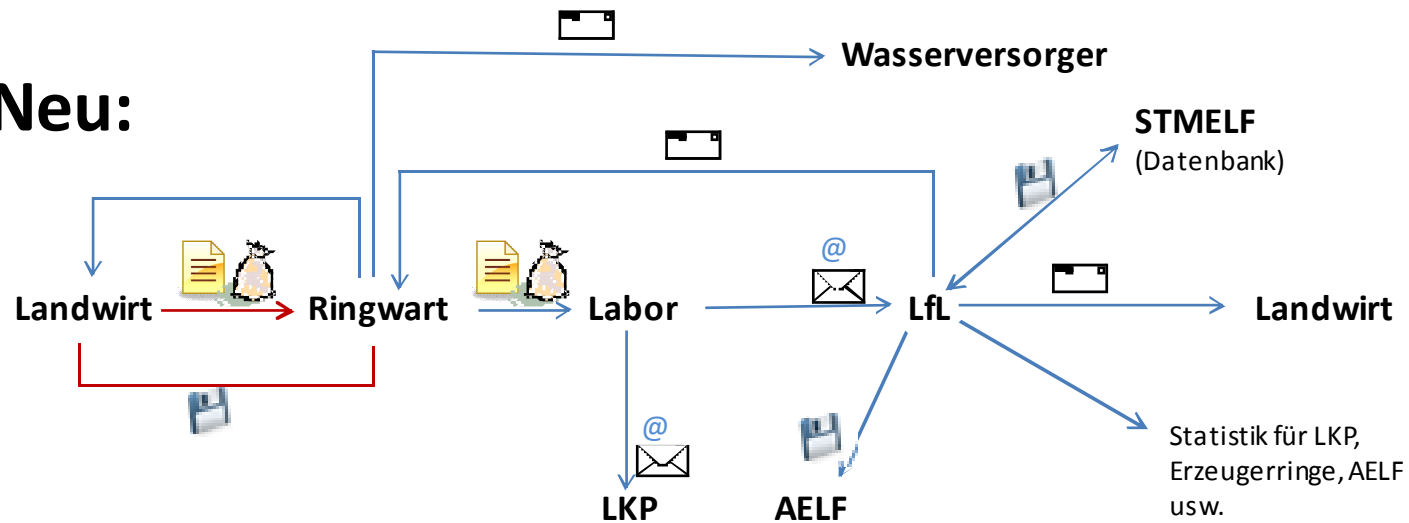 Wasserversorger
Neu:
STMELF
(Datenbank)
@
Landwirt
Ringwart
Labor
LfL
Landwirt
@
Statistik für LKP,
Erzeugerringe, AELF
usw.
LKP
AELF